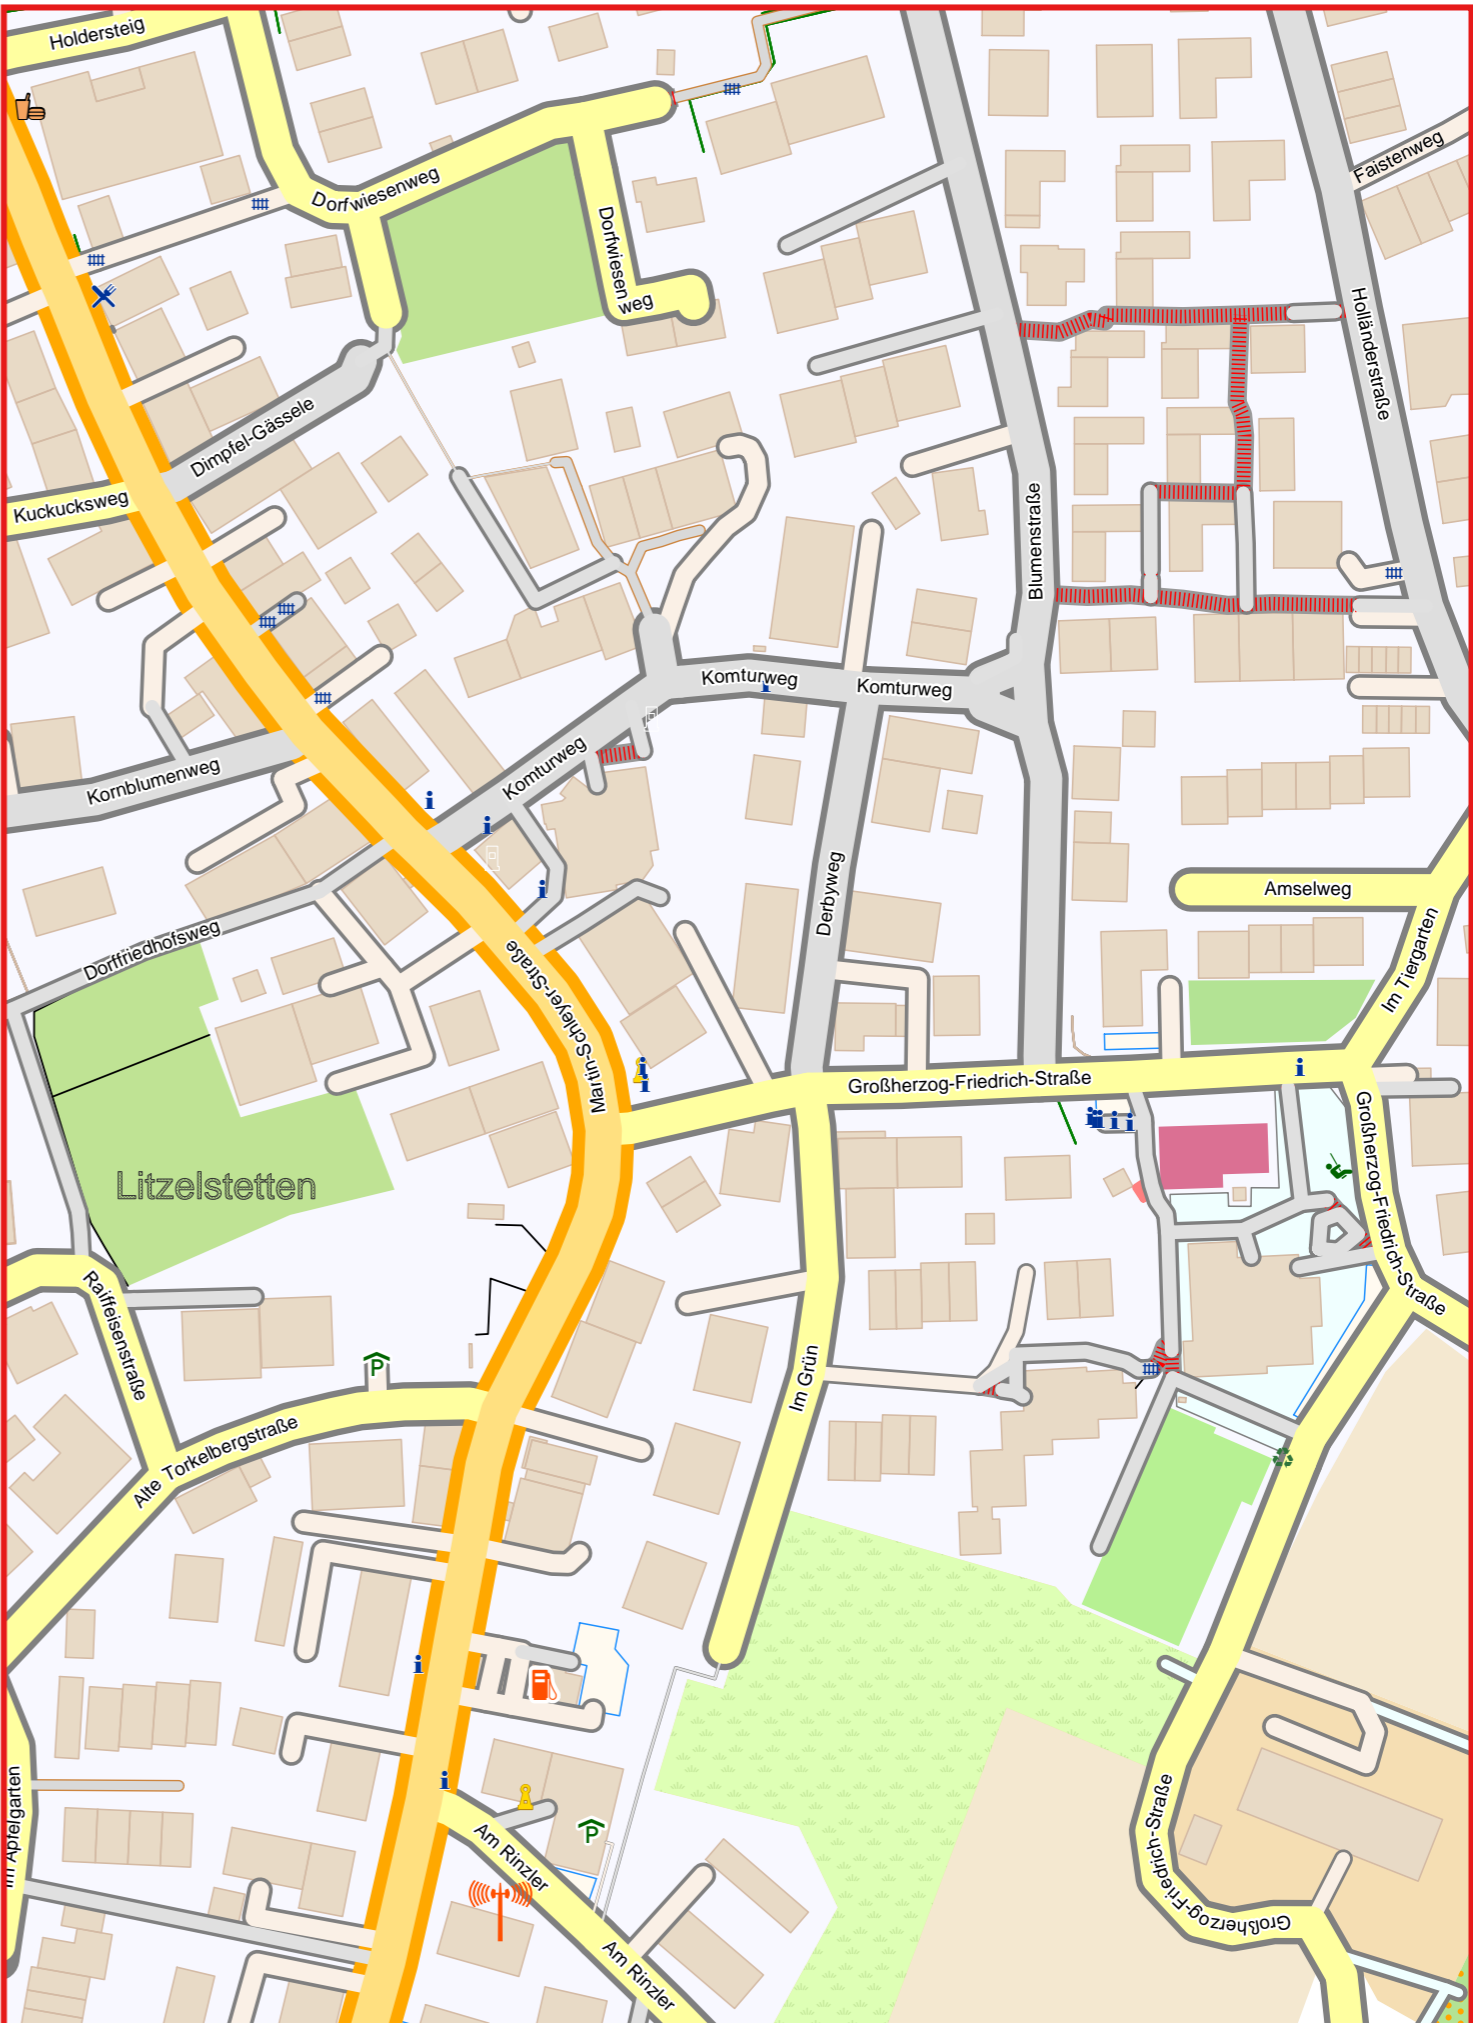 Holdersteig
Faistenweg
Dorfwiesenweg
Dorfwiesen
weg
Holländerstraße
Dimpfel-Gässele
Kuckucksweg
Blumenstraße
Komturweg
Komturweg
Komturweg
Kornblumenweg
Derbyweg
Amselweg
Dorffriedhofsweg
Im Tiergarten
Martin-Schleyer-Straße
Großherzog-Friedrich-Straße
Großherzog-Friedrich-Straße
Litzelstetten
Raiffeisenstraße
P
Im Grün
Alte Torkelbergstraße
Im Apfelgarten
Großherzog-Friedrich-Straße
P
Am Rinzler
Am Rinzler